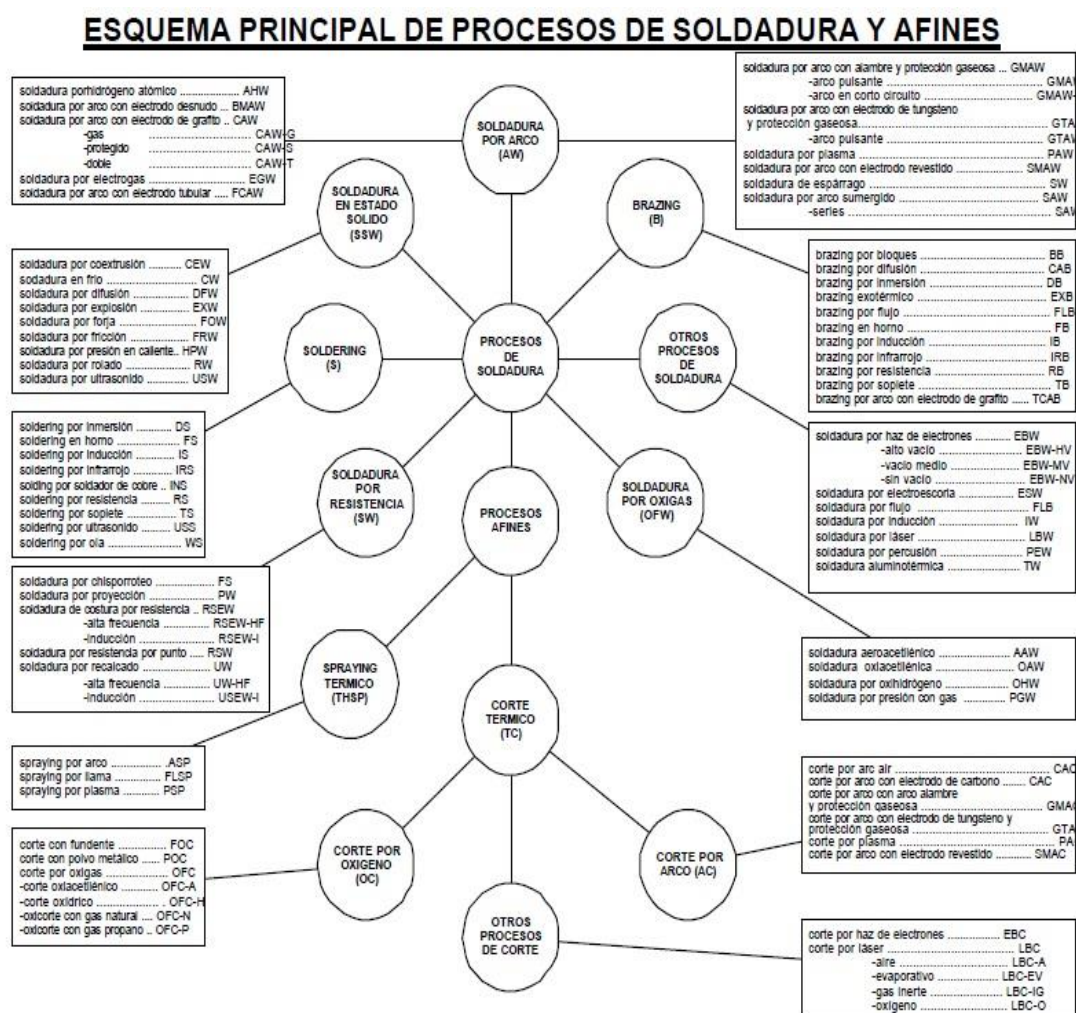 ESQUEMA PRINCIPAL DE PROCESOS DE SOLDADURA Y AFINES
soldadura porhidrógeno atómico .................... AHW
soldadura por arco con electrodo desnudo ... BMAW
soldadura por arco con electrodo de grafito .. CAW
-gas .......................... CAW-G
-protegido .......................... CAW-S
-doble .......................... CAW-T
soldadura por electrogas .......................... EGW
soldadura por arco con electrodo tubular ..... FCAW
SOLDADURA
POR ARCO
(AW)
soldadura por arco con alambre y protección gaseosa ... GMAW
-arco pulsante .......................... GMA
-arco en corto circuito .................... GMAW-
soldadura por arco con electrodo de tungsteno
y protección gaseosa.......................... GTA
-arco pulsante .......................... GTAW
soldadura por plasma .......................... PAW
soldadura por arco con electrodo revestido .............. SMAW
soldadura de espárrago .......................... SW
soldadura por arco sumergido .......................... SAW
-series .......................... SAW
SOLDADURA
EN ESTADO
SOLIDO
(SSW)
BRAZING
(B)
soldadura por coextrusión ........... CEW
sodadura en frío .......................... CW
soldadura por difusión ................ DFW
soldadura por explosión ............. EXW
soldadura por forja .................... FOW
soldadura por fricción ................ FRW
soldadura por presión en caliente.. HPW
soldadura por rolado .................. RW
soldadura por ultrasonido ........... USW
SOLDERING
(S)
PROCESOS
DE
SOLDADURA
OTROS
PROCESOS
DE
SOLDADURA
brazing por bloques .......................... BB
brazing por difusión .......................... CAB
brazing por inmersión .......................... DB
brazing exotérmico .......................... EXB
brazing por flujo .......................... FLB
brazing en horno .......................... FB
brazing por inducción .......................... IB
brazing por infrarrojo .......................... IRB
brazing por resistencia .......................... RB
brazing por soplete .......................... TB
brazing por arco con electrodo de grafito ...... TCAB
soldering por inmersión ........... DS
soldering en horno .................. FS
soldering por inducción ........... IS
soldering por infrarrojo ............ IRS
solding por soldador de cobre .. INS
soldering por resistencia .......... RS
soldering por soplete ............... TS
soldering por ultrasonido ......... USS
soldering por ola .................... WS
SOLDADURA
POR
RESISTENCIA
(SW)
PROCESOS
AFINES
SOLDADURA
POR OXIGAS
(OFW)
soldadura por haz de electrones ........... EBW
-alto vacío ............... EBW-HV
-vacío medio ........... EBW-MV
-sin vacío ............... EBW-NV
soldadura por electroescoria ............... ESW
soldadura por flujo .......................... FLB
soldadura por inducción ..................... IW
soldadura por láser .......................... LBW
soldadura por percusión ..................... PEW
soldadura aluminotérmica ................... TW
soldadura por chisporroteo ................ FS
soldadura por proyección .................. PW
soldadura de costura por resistencia .. RSEW
-alta frecuencia ............. RSEW-HF
-inducción .................... RSEW-I
soldadura por resistencia por punto .... RSW
soldadura por recalcado .................... UW
-alta frecuencia ............. UW-HF
-inducción .................... USEW-I
SPRAYING
TERMICO
(THSP)
CORTE
TERMICO
(TC)
soldadura aeroacetilénico ................. AAW
soldadura oxiacetilénica .................. OAW
soldadura por oxihidrógeno .............. OHW
soldadura por presión con gas ............ PGW
spraying por arco ............. .ASP
spraying por llama ........... FLSP
spraying por plasma ......... PSP
corte por arc air .......................... CAC
corte por arco con electrodo de carbono ....... CAC
corte por arco con arco alambre
y protección gaseosa .......................... GMAC
corte por arco con electrodo de tungsteno y
protección gaseosa .......................... GTA
corte por plasma .......................... PA
corte por arco con electrodo revestido ............ SMAC
corte con fundente ............... FOC
corte con polvo metálico ...... POC
corte por oxigas .................. OFC
-corte oxiacetilénico ............ OFC-A
-corte oxídrico .................... . OFC-H
-oxicorte con gas natural .... OFC-N
-oxicorte con gas propano .. OFC-P
CORTE POR
OXIGENO
(OC)
CORTE POR
ARCO (AC)
OTROS
PROCESOS
DE CORTE
corte por haz de electrones ............... EBC
corte por láser .......................... LBC
-aire .......................... LBC-A
-evaporativo ............... LBC-EV
-gas inerte .................. LBC-IG
-oxígeno ..................... LBC-O